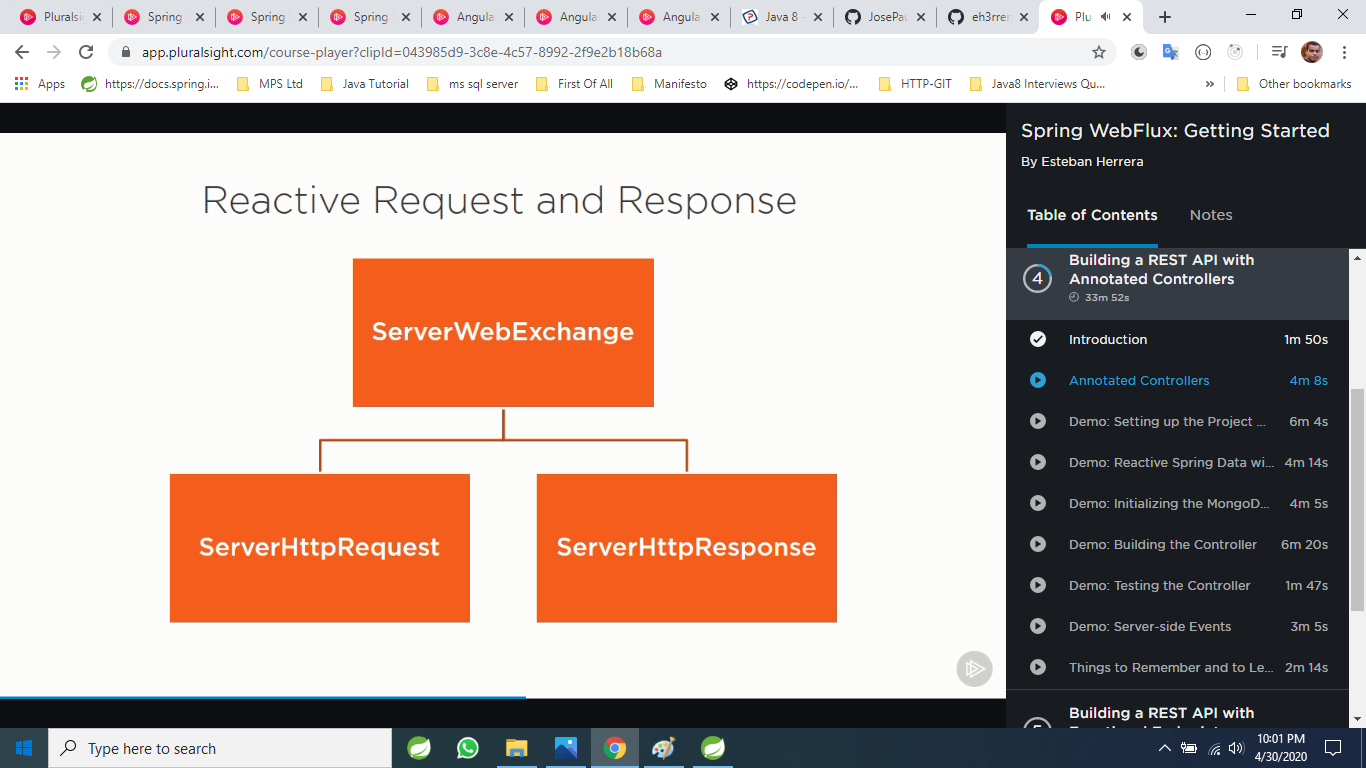 Pluralsi
Spring
Spring
Spring
Angula
Angula
Angula
Java 8 -
JosePau
eh3rrer
Plu
app.pluralsight.com/course-player?clipId=043985d9-3c8e-4c57-8992-2f9e2b18b68a
Apps
https://docs.spring.i...
MPS Ltd
Java Tutorial
ms sql server
First Of All
Manifesto
https://codepen.io/...
HTTP-GIT
Java8 Interviews Qu...
»
Other bookmarks
Reactive Request and Response
ServerWebExchange
ServerHttpRequest
ServerHttpResponse
Spring WebFlux: Getting Started
By Esteban Herrera
Table of Contents
Notes
4
Building a REST API with
Annotated Controllers
33m 52s
Introduction 1m 50s
Annotated Controllers 4m 8s
Demo: Setting up the Project ... 6m 4s
Demo: Reactive Spring Data wi... 4m 14s
Demo: Initializing the MongoD... 4m 5s
Demo: Building the Controller 6m 20s
Demo: Testing the Controller 1m 47s
Demo: Server-side Events 3m 5s
Things to Remember and to Le... 2m 14s
Building a REST API with
Type here to search
10:01 PM
4/30/2020